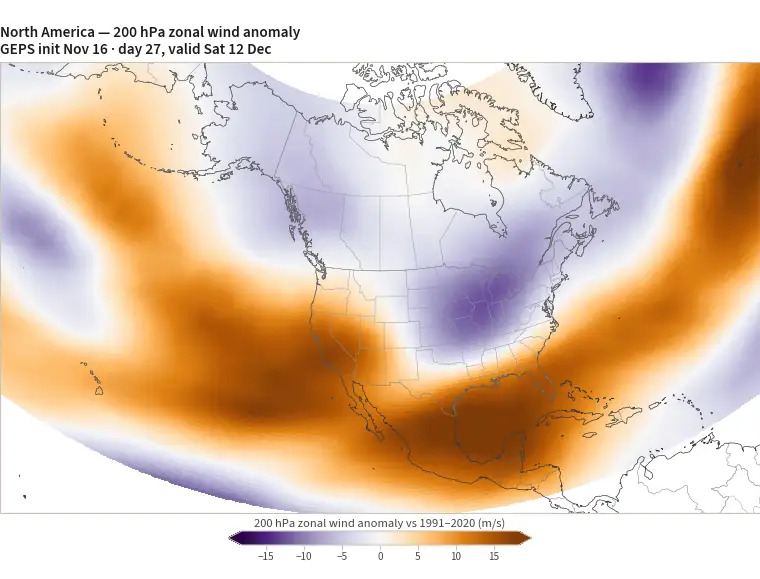 North America — 200 hPa zonal wind anomaly
GEPS init Nov 16 · day 27, valid Sat 12 Dec
200 hPa zonal wind anomaly vs 1991–2020 (m/s)
−15 −10 −5 0 5 10 15